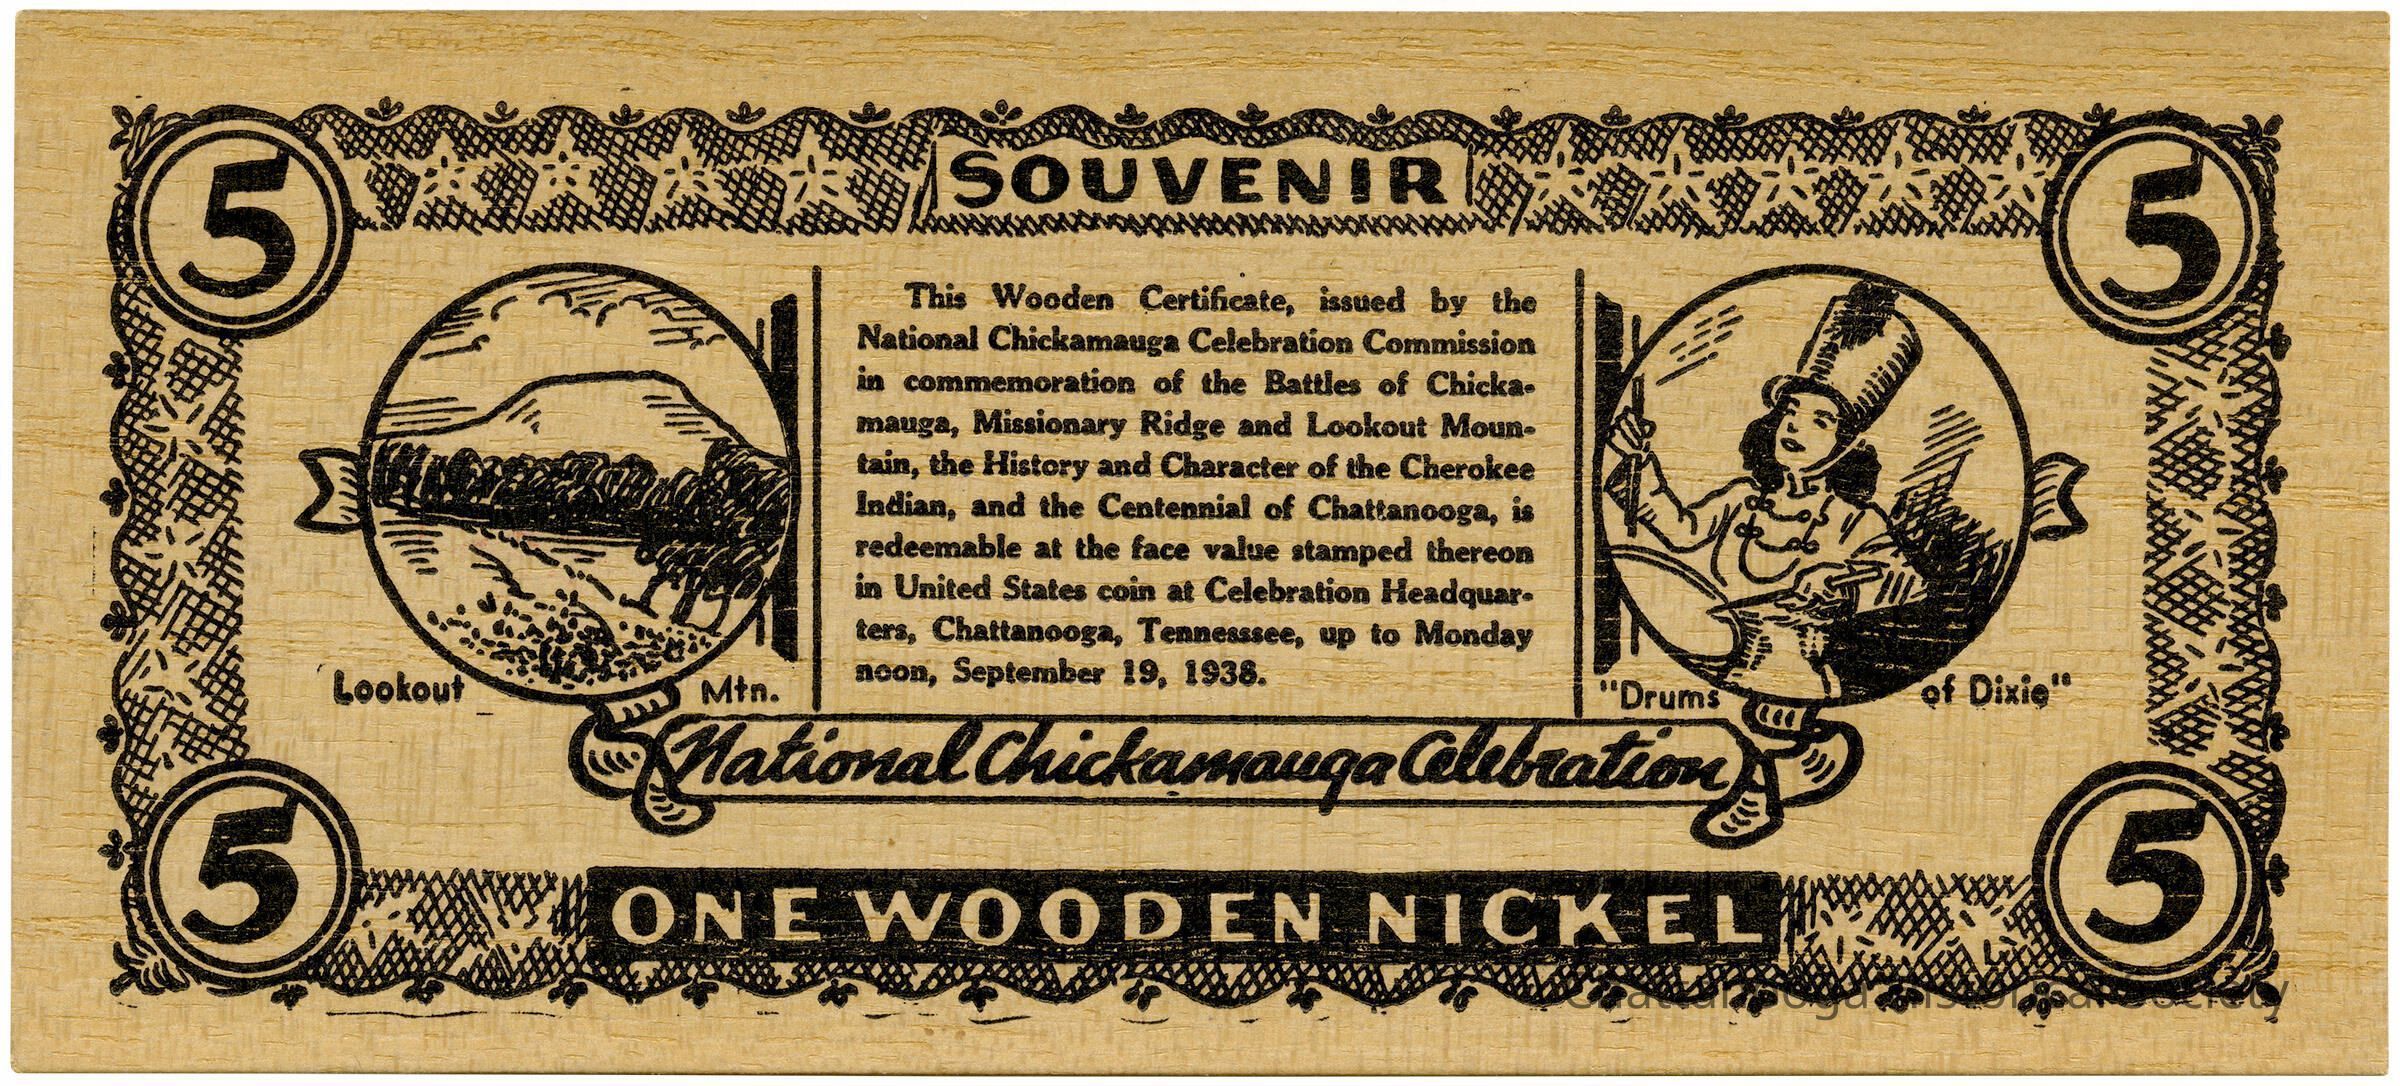 5 SOUVENIR 5
This Wooden Certificate, issued by the
National Chickamauga Celebration Commission
in commemoration of the Battles of Chicka-
mauga, Missionary Ridge and Lookout Moun-
tain, the History and Character of the Cherokee
Indian, and the Centennial of Chattanooga, is
redeemable at the face value stamped thereon
in United States coin at Celebration Headquar-
ters, Chattanooga, Tennesssee, up to Monday
noon, September 19, 1938.
Lookout Mtn.
"Drums of Dixie"
National Chickamauga Celebration
5 ONE WOODEN NICKEL 5
Chattanooga Historical Society